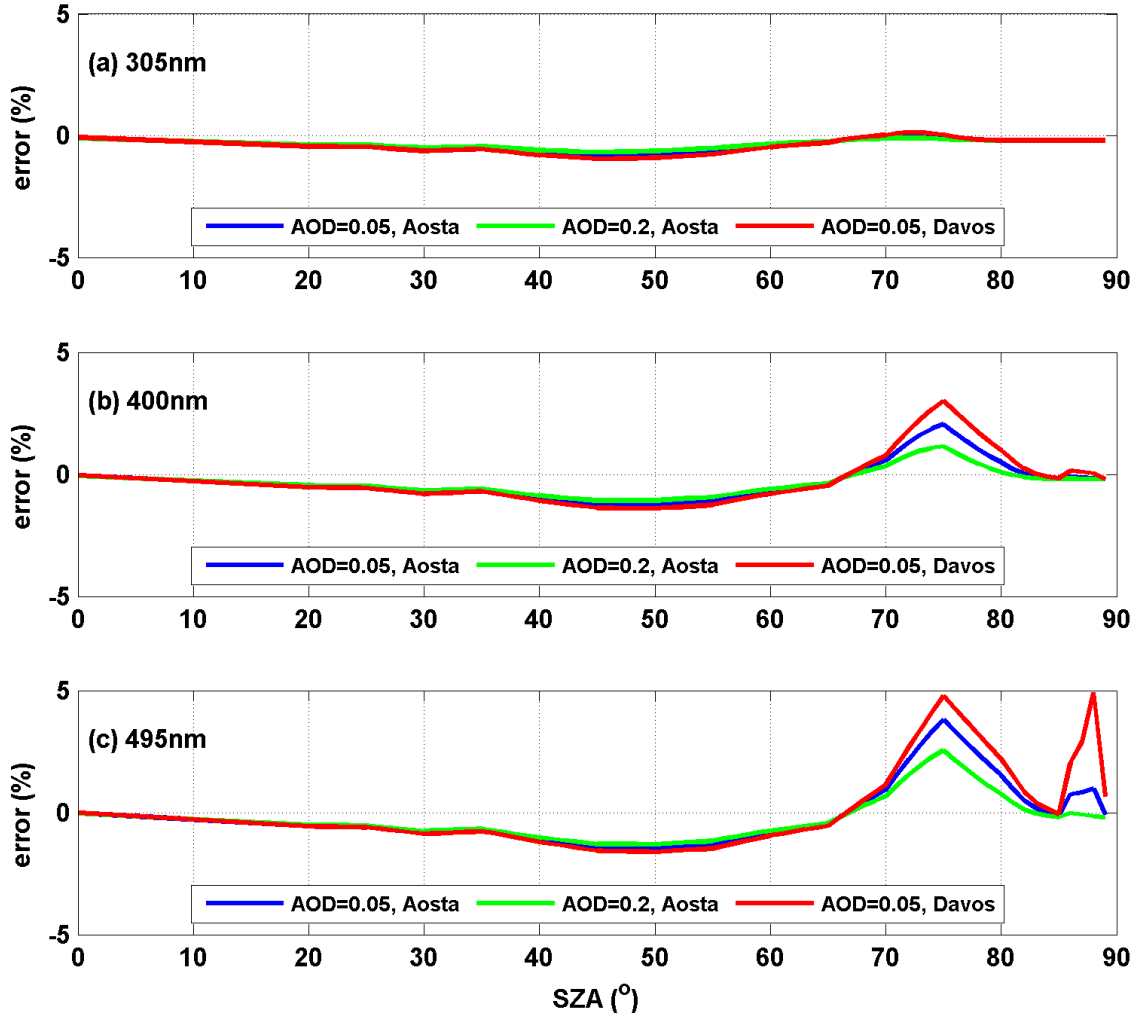 5
(a) 305nm
error (%)
0
AOD=0.05, Aosta AOD=0.2, Aosta AOD=0.05, Davos
-5
0 10 20 30 40 50 60 70 80 90
5
(b) 400nm
error (%)
0
AOD=0.05, Aosta AOD=0.2, Aosta AOD=0.05, Davos
-5
0 10 20 30 40 50 60 70 80 90
5
(c) 495nm
error (%)
0
AOD=0.05, Aosta AOD=0.2, Aosta AOD=0.05, Davos
-5
0 10 20 30 40 50 60 70 80 90
SZA (°)